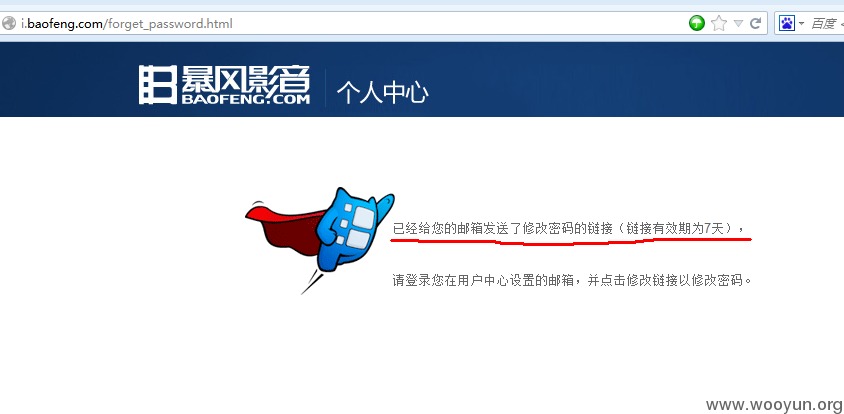 i.baofeng.com/forget_password.html
百度
暴风影音
BAOFENG.COM
个人中心
已经给您的邮箱发送了修改密码的链接（链接有效期为7天），
请登录您在用户中心设置的邮箱，并点击修改链接以修改密码。
www.wooyun.org